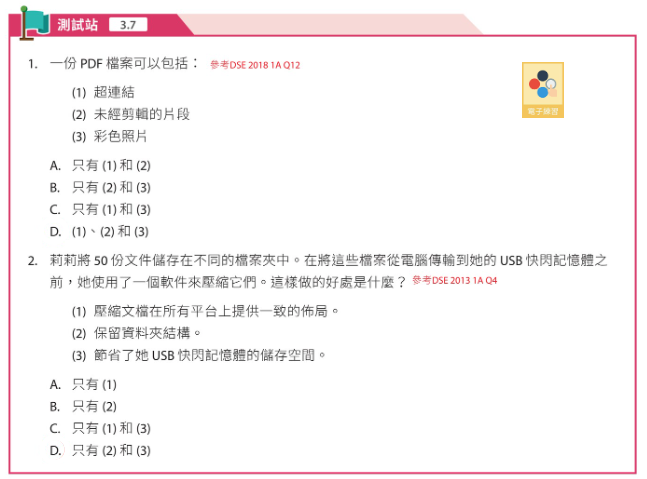 測試站 3.7
1. 一份 PDF 檔案可以包括： 參考DSE 2018 1A Q12
(1) 超連結
(2) 未經剪輯的片段
(3) 彩色照片
電子練習
A. 只有 (1) 和 (2)
B. 只有 (2) 和 (3)
C. 只有 (1) 和 (3)
D. (1)、(2) 和 (3)
2. 莉莉將 50 份文件儲存在不同的檔案夾中。在將這些檔案從電腦傳輸到她的 USB 快閃記憶體之
前，她使用了一個軟件來壓縮它們。這樣做的好處是什麼？ 參考DSE 2013 1A Q4
(1) 壓縮文檔在所有平台上提供一致的佈局。
(2) 保留資料夾結構。
(3) 節省了她 USB 快閃記憶體的儲存空間。
A. 只有 (1)
B. 只有 (2)
C. 只有 (1) 和 (3)
D. 只有 (2) 和 (3)